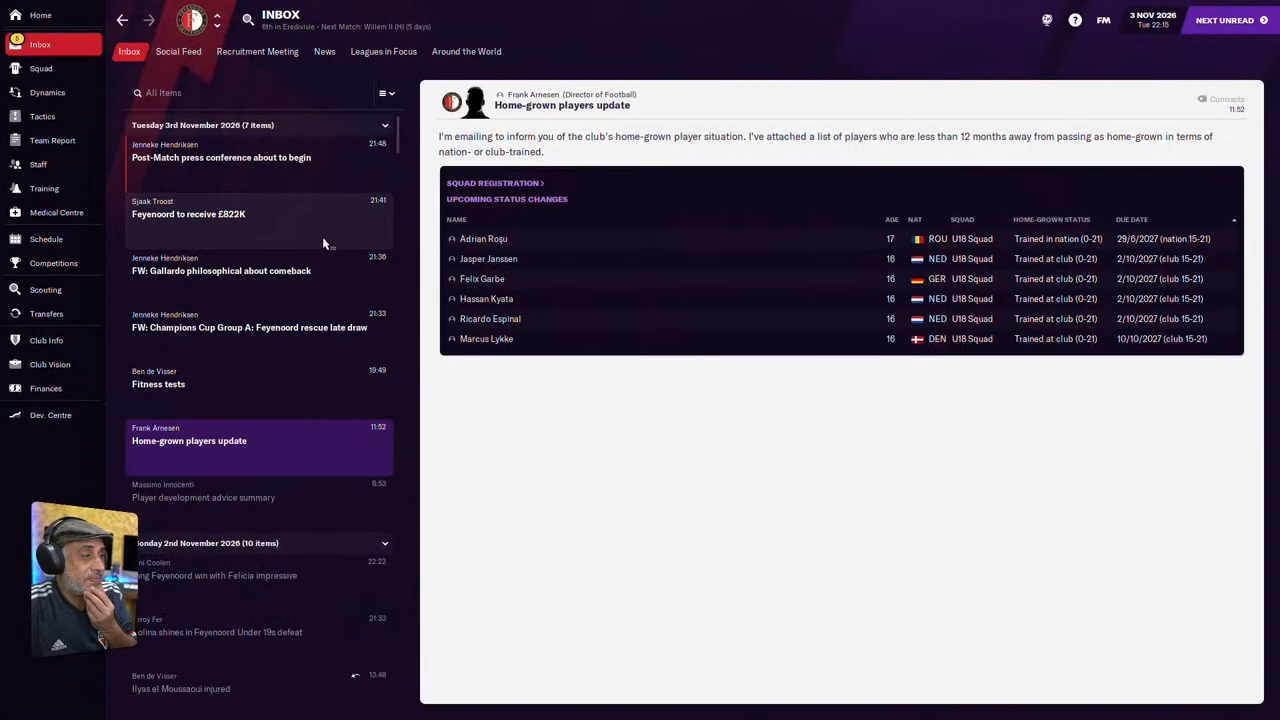 Home
5
Inbox
Squad
Dynamics
Tactics
Team Report
Staff
Training
Medical Centre
Schedule
Competitions
Scouting
Transfers
Club Info
Club Vision
Finances
Dev. Centre
INBOX
6th in Eredivisie - Next Match: Willem II (H) (5 days)
FM
3 NOV 2026
Tue 22:15
NEXT UNREAD
Inbox Social Feed Recruitment Meeting News Leagues in Focus Around the World
All Items
Tuesday 3rd November 2026 (7 items)
Jenneke Hendriksen 21:48
Post-Match press conference about to begin
Sjaak Troost 21:41
Feyenoord to receive £822K
Jenneke Hendriksen 21:36
FW: Gallardo philosophical about comeback
Jenneke Hendriksen 21:33
FW: Champions Cup Group A: Feyenoord rescue late draw
Ben de Visser 19:49
Fitness tests
Frank Arnesen 11:52
Home-grown players update
Massimo Innocenti 8:53
Player development advice summary
onday 2nd November 2026 (10 items)
Coolen 22:22
Feyenoord win with Felicia impressive
eroy Fer 21:33
olina shines in Feyenoord Under 19s defeat
Ben de Visser 13:48
Ilyas el Moussaoui injured
Frank Arnesen (Director of Football)
Home-grown players update
Contracts
11:52
I'm emailing to inform you of the club's home-grown player situation. I've attached a list of players who are less than 12 months away from passing as home-grown in terms of
nation- or club-trained.
SQUAD REGISTRATION >
UPCOMING STATUS CHANGES
NAME AGE NAT SQUAD HOME-GROWN STATUS DUE DATE
Adrian Roşu 17 ROU U18 Squad Trained in nation (0-21) 29/6/2027 (nation 15-21)
Jasper Janssen 16 NED U18 Squad Trained at club (0-21) 2/10/2027 (club 15-21)
Felix Garbe 16 GER U18 Squad Trained at club (0-21) 2/10/2027 (club 15-21)
Hassan Kyata 16 NED U18 Squad Trained at club (0-21) 2/10/2027 (club 15-21)
Ricardo Espinal 16 NED U18 Squad Trained at club (0-21) 2/10/2027 (club 15-21)
Marcus Lykke 16 DEN U18 Squad Trained at club (0-21) 10/10/2027 (club 15-21)